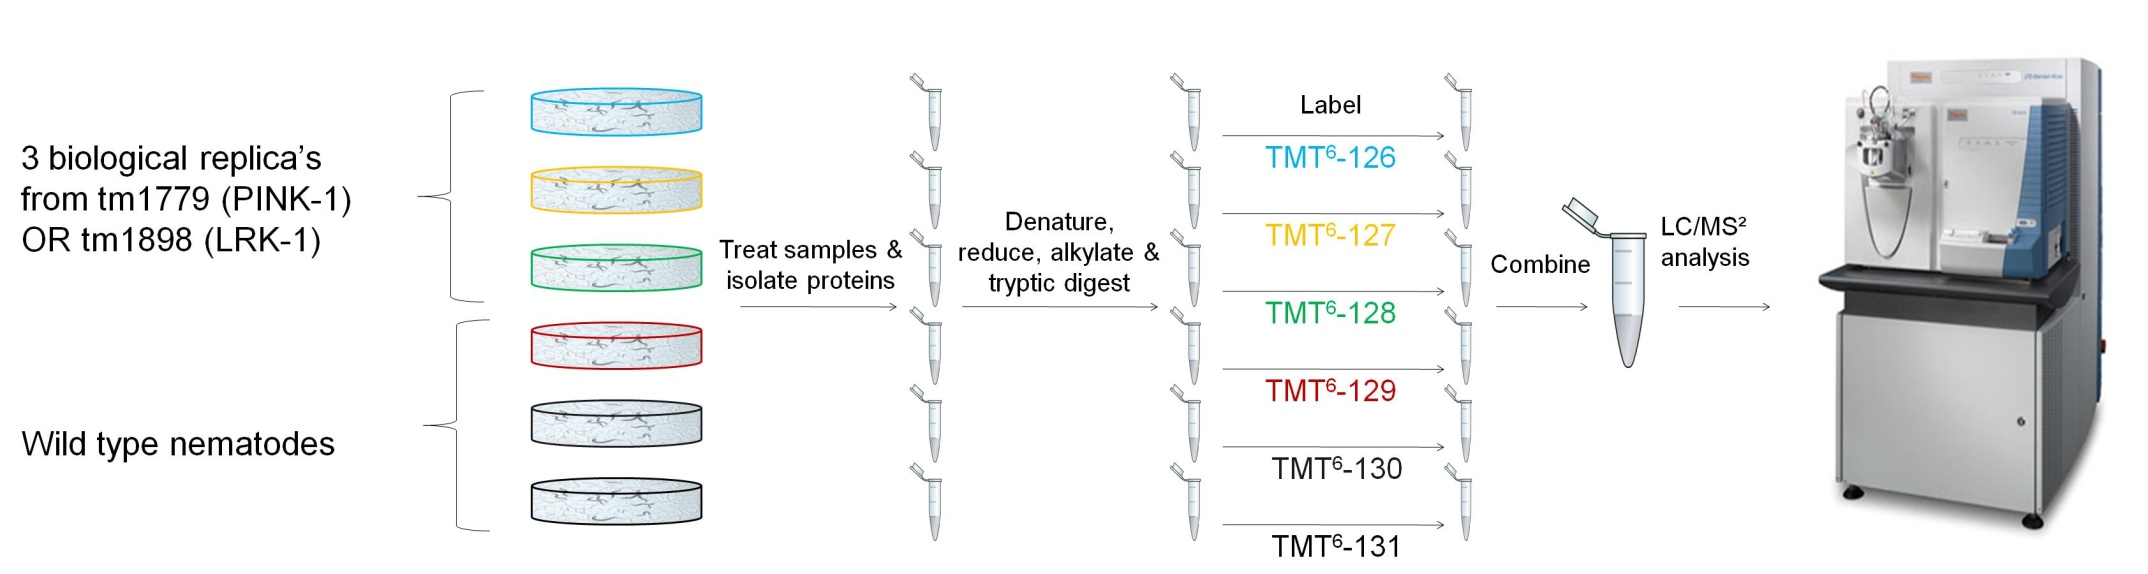 3 biological replica’s
from tm1779 (PINK-1)
OR tm1898 (LRK-1)
Wild type nematodes
Treat samples &
isolate proteins
Denature,
reduce, alkylate &
tryptic digest
Label
TMT⁶-126
TMT⁶-127
TMT⁶-128
TMT⁶-129
TMT⁶-130
TMT⁶-131
Combine
LC/MS²
analysis